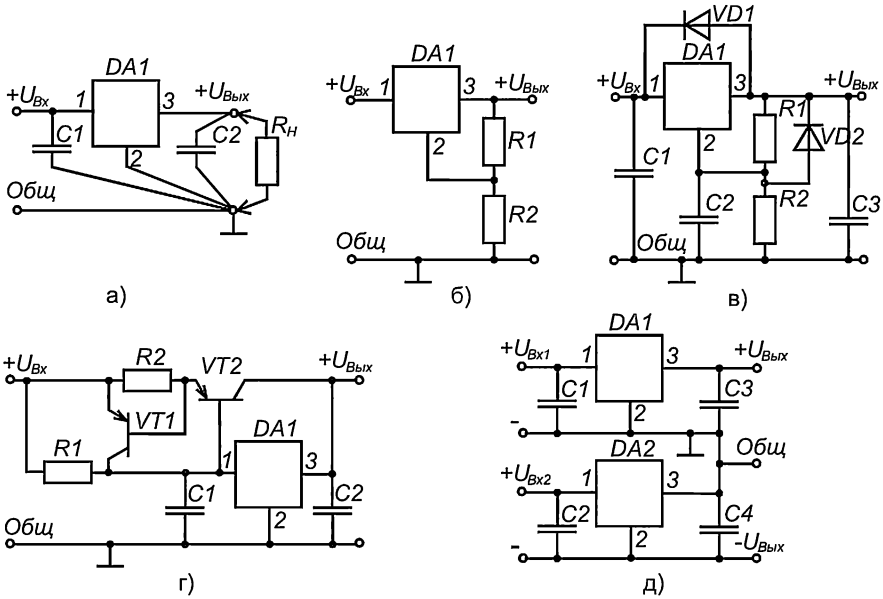 DA1
+UВх 1 3 +UВых
C1 C2 RН
2
Общ
а)
DA1
+UВх 1 3 +UВых
2 R1
R2
Общ
б)
VD1
DA1
+UВх 1 3 +UВых
R1
2 VD2
C1
C2 R2 C3
Общ
в)
+UВх R2 VT2 +UВых
VT1
R1 DA1
1 3
C1 C2
2
Общ
г)
DA1
+UВх1 1 3 +UВых
C1 C3
2
-
Общ
DA2
+UВх2 1 3
C2 C4
2
- -UВых
д)